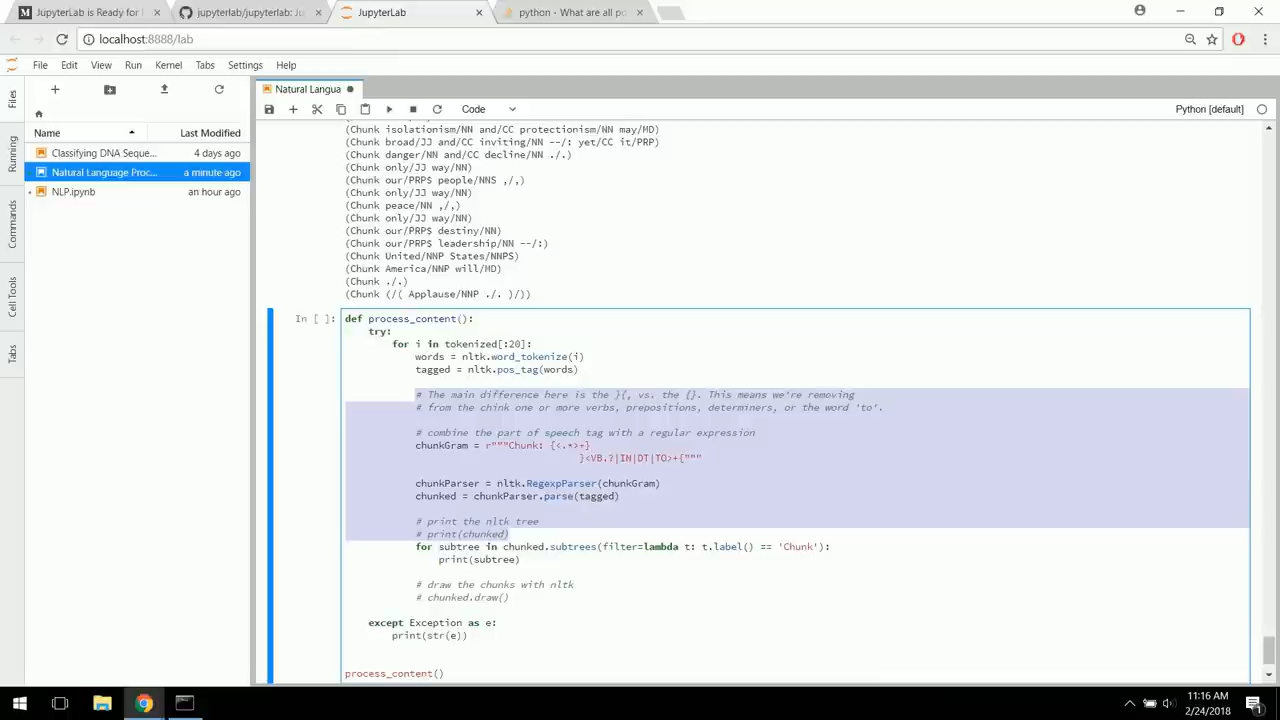 JupyterLab is Ready for
jupyterlab/jupyterlab: Ju
JupyterLab
python - What are all po
localhost:8888/lab
File Edit View Run Kernel Tabs Settings Help
Files
Running
Commands
Cell Tools
Tabs
Name Last Modified
Classifying DNA Seque... 4 days ago
Natural Language Proc... a minute ago
NLP.ipynb an hour ago
Natural Langua
Code
Python [default]
(Chunk isolationism/NN and/CC protectionism/NN may/MD)
(Chunk broad/JJ and/CC inviting/NN --/: yet/CC it/PRP)
(Chunk danger/NN and/CC decline/NN ./.)
(Chunk only/JJ way/NN)
(Chunk our/PRP$ people/NNS ,/,)
(Chunk only/JJ way/NN)
(Chunk peace/NN ,/,)
(Chunk only/JJ way/NN)
(Chunk our/PRP$ destiny/NN)
(Chunk our/PRP$ leadership/NN --/:)
(Chunk United/NNP States/NNPS)
(Chunk America/NNP will/MD)
(Chunk ./.)
(Chunk (/( Applause/NNP ./. )/))
In [ ]:
def process_content():
try:
for i in tokenized[:20]:
words = nltk.word_tokenize(i)
tagged = nltk.pos_tag(words)
# The main difference here is the }{, vs. the {}. This means we're removing
# from the chink one or more verbs, prepositions, determiners, or the word 'to'.
# combine the part of speech tag with a regular expression
chunkGram = r"""Chunk: {<.*>+}
}<VB.?|IN|DT|TO>+{"""
chunkParser = nltk.RegexpParser(chunkGram)
chunked = chunkParser.parse(tagged)
# print the nltk tree
# print(chunked)
for subtree in chunked.subtrees(filter=lambda t: t.label() == 'Chunk'):
print(subtree)
# draw the chunks with nltk
# chunked.draw()
except Exception as e:
print(str(e))
process_content()
11:16 AM
2/24/2018
1